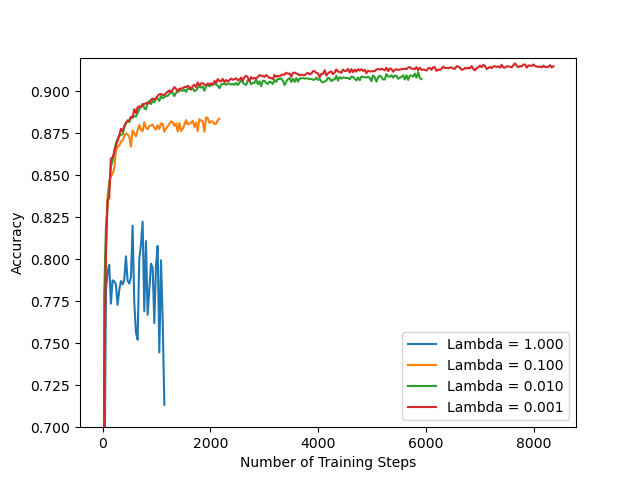 0.900
0.875
0.850
0.825
0.800
0.775
0.750
0.725
0.700
Accuracy
0
2000
4000
6000
8000
Number of Training Steps
Lambda = 1.000
Lambda = 0.100
Lambda = 0.010
Lambda = 0.001